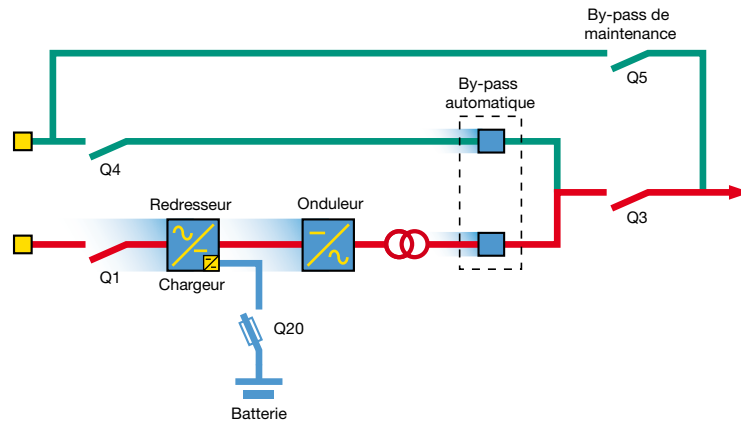 By-pass de
maintenance
Q5
By-pass
automatique
Q4
Redresseur
Onduleur
Q3
Q1
Chargeur
Q20
Batterie